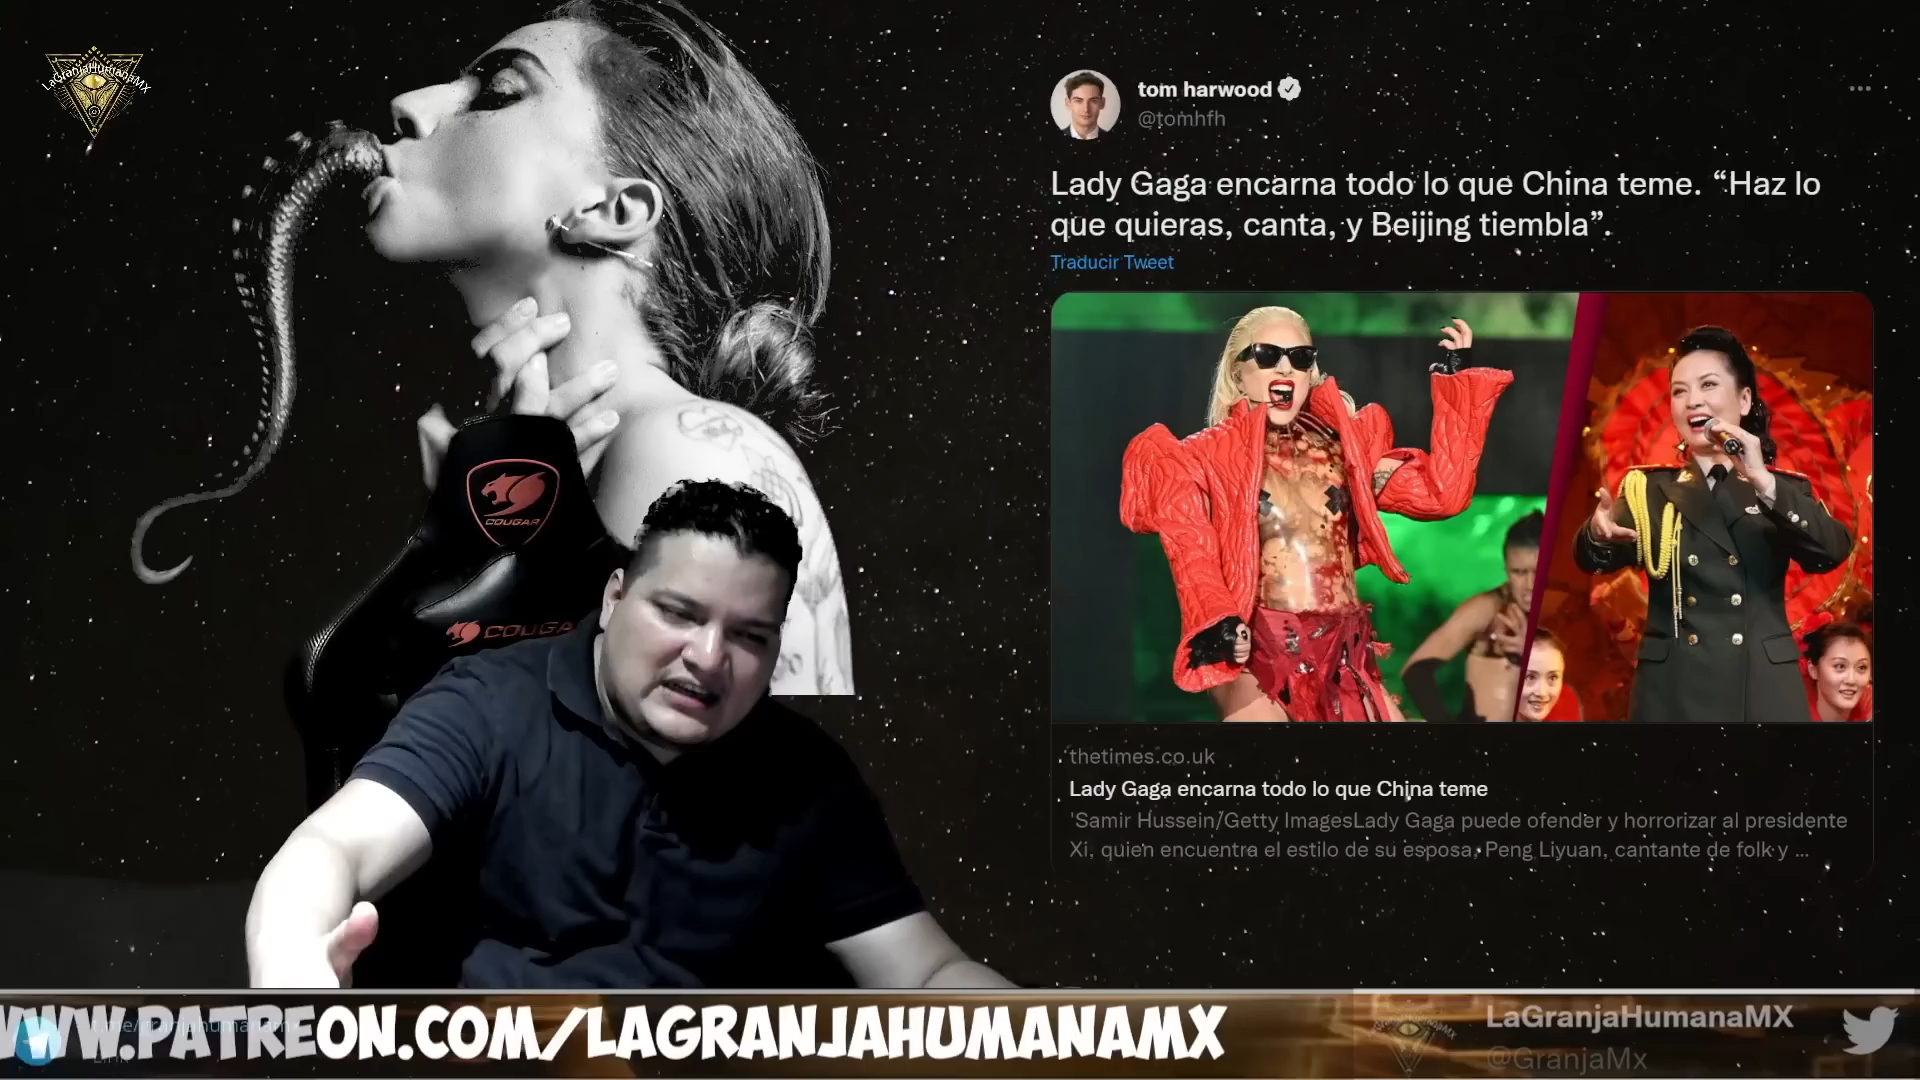 LaGranjaHumanaMX
tom harwood
@tomhfh
Lady Gaga encarna todo lo que China teme. “Haz lo
que quieras, canta, y Beijing tiembla”.
Traducir Tweet
COUGAR
COUGA
thetimes.co.uk
Lady Gaga encarna todo lo que China teme
'Samir Hussein/Getty ImagesLady Gaga puede ofender y horrorizar al presidente
Xi, quien encuentra el estilo de su esposa, Peng Liyuan, cantante de folk y ...
WWW.PATREON.COM/LAGRANJAHUMANAMX
LaGranjaHumanaMX
@GranjaMx